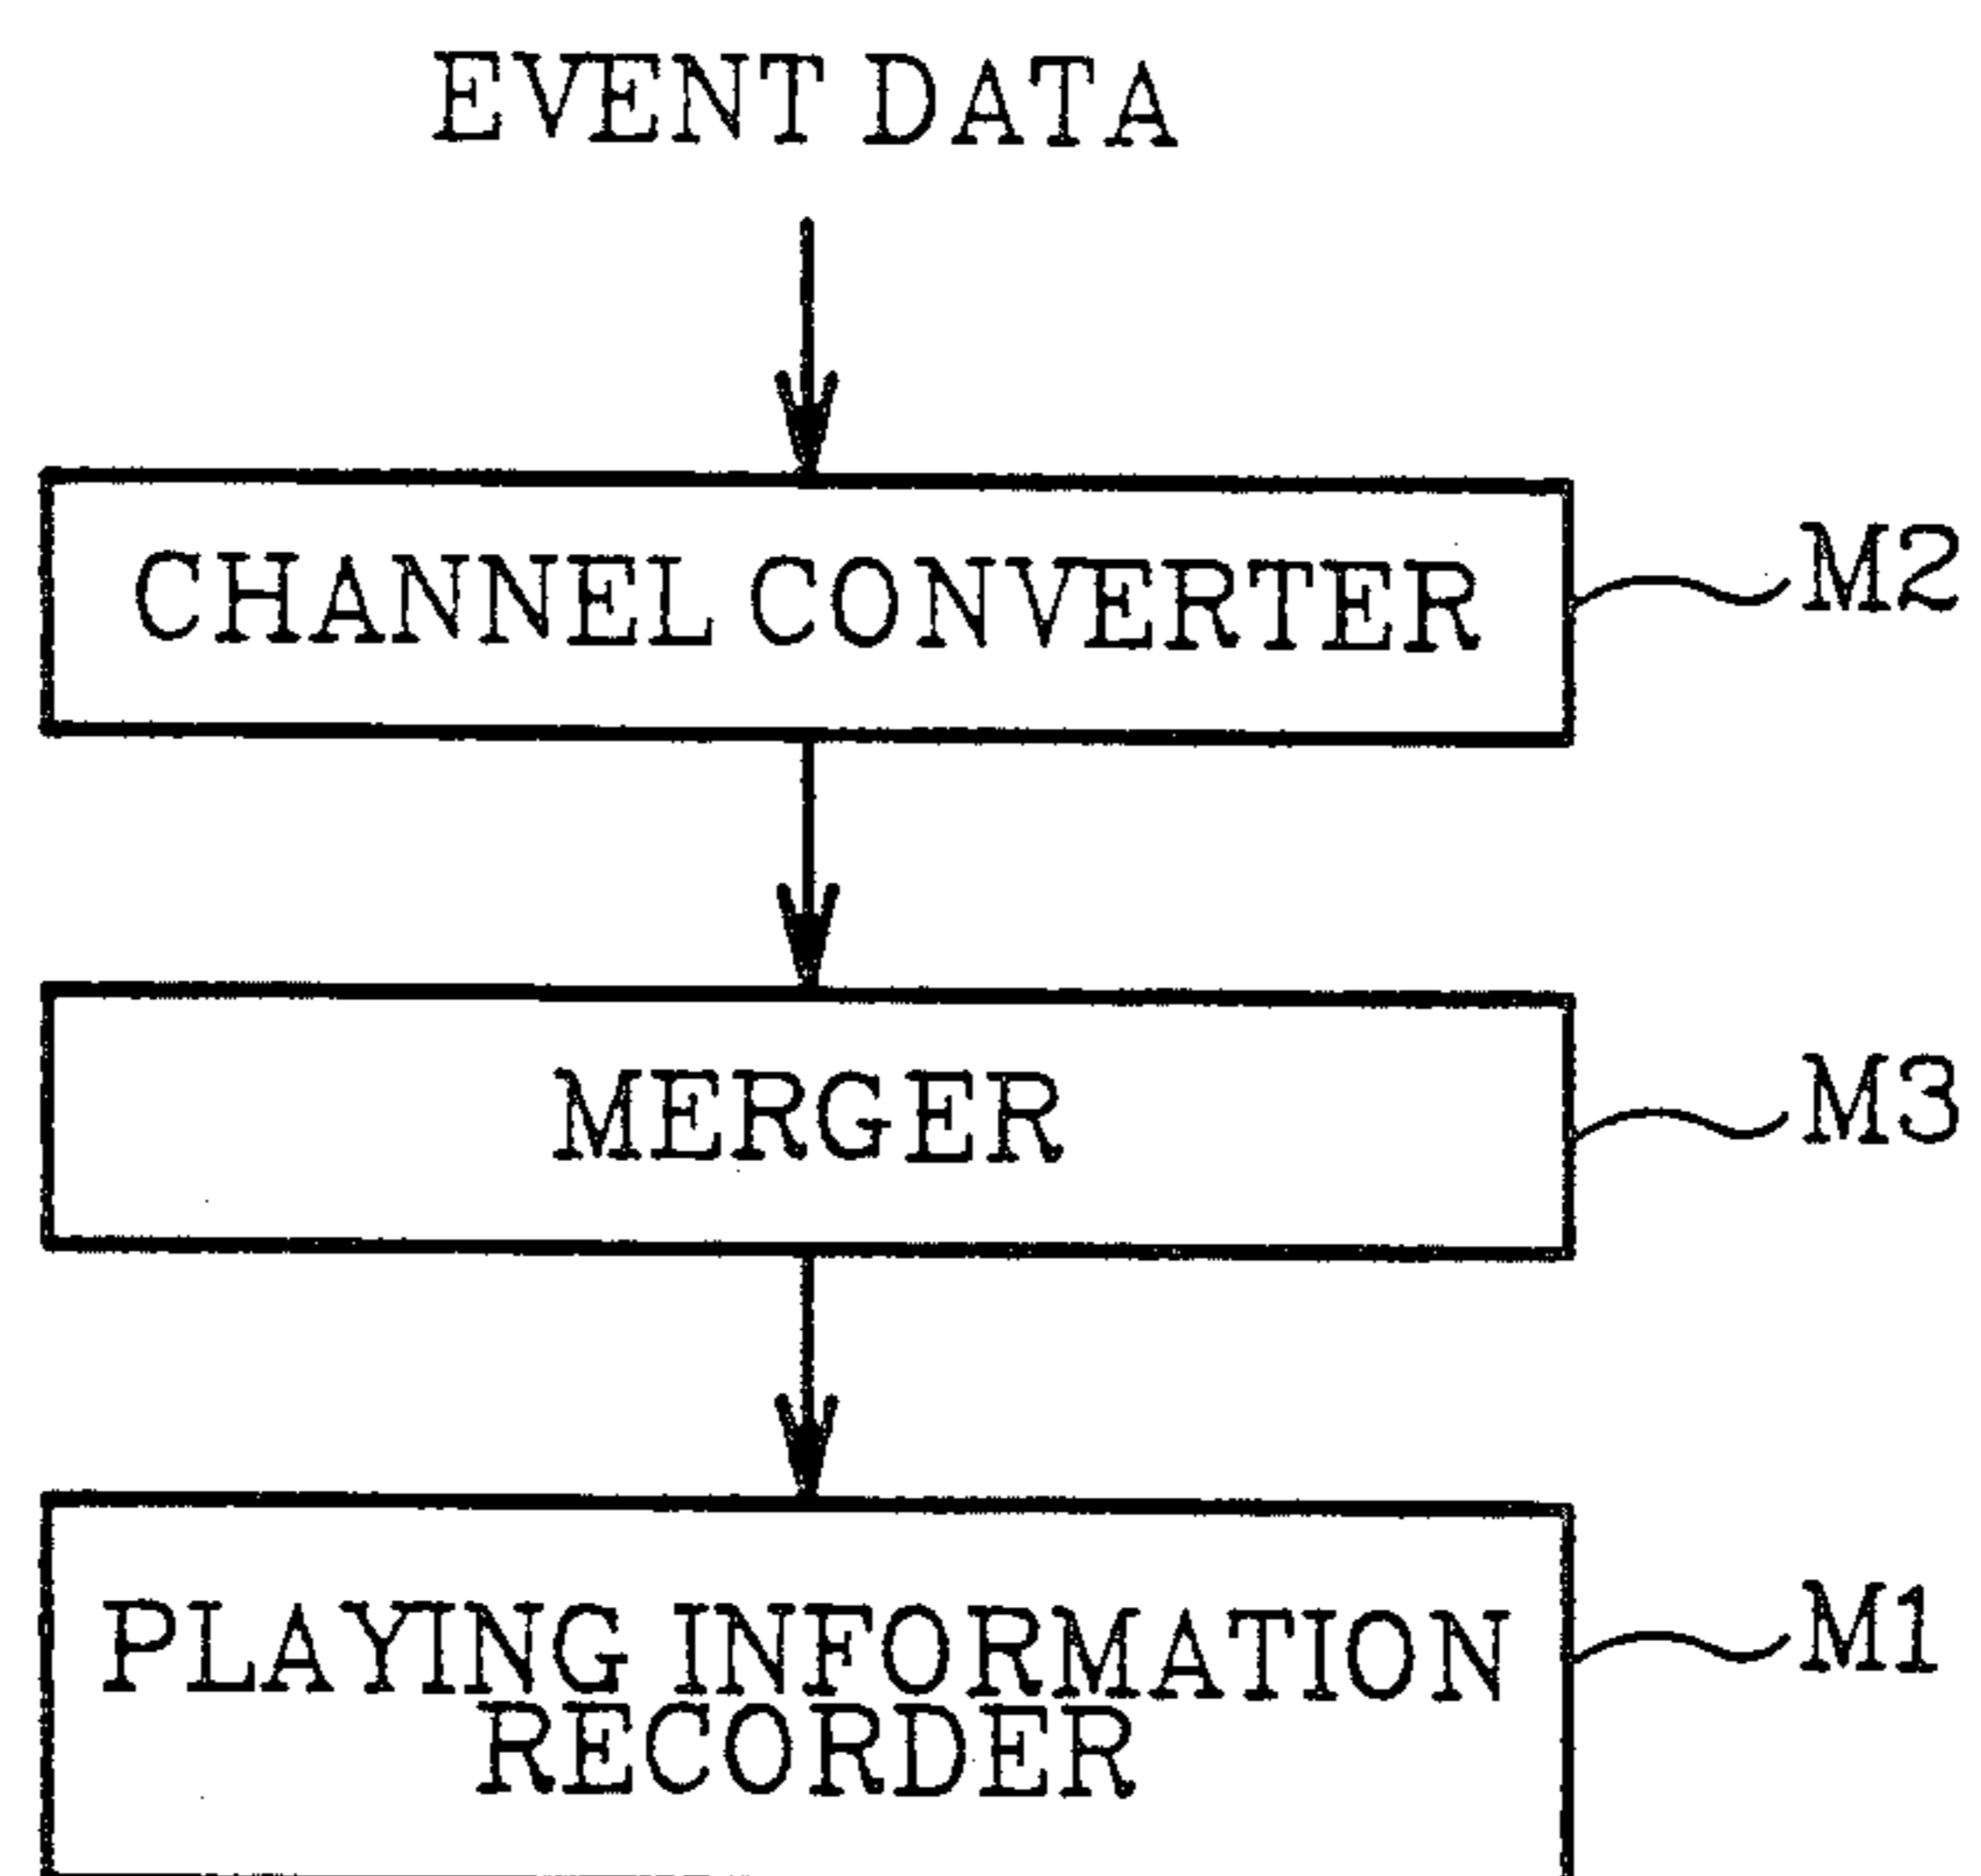 EVENT DATA
CHANNEL CONVERTER
M2
MERGER
M3
PLAYING INFORMATION
RECORDER
M1